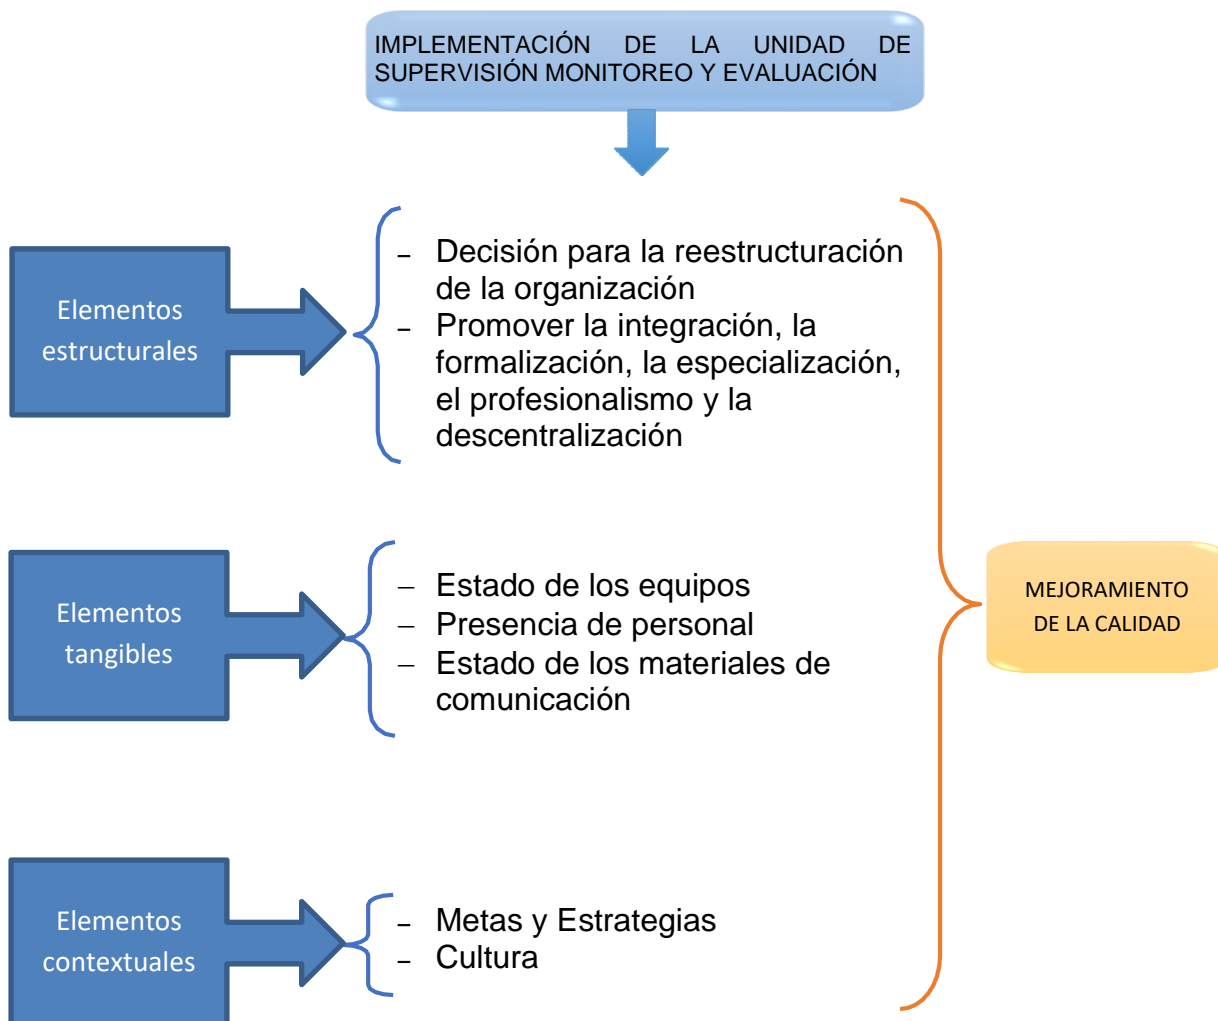 IMPLEMENTACIÓN DE LA UNIDAD DE
SUPERVISIÓN MONITOREO Y EVALUACIÓN
Elementos
estructurales
- Decisión para la reestructuración
de la organización
- Promover la integración, la
formalización, la especialización,
el profesionalismo y la
descentralización
Elementos
tangibles
- Estado de los equipos
- Presencia de personal
- Estado de los materiales de
comunicación
Elementos
contextuales
- Metas y Estrategias
- Cultura
MEJORAMIENTO
DE LA CALIDAD